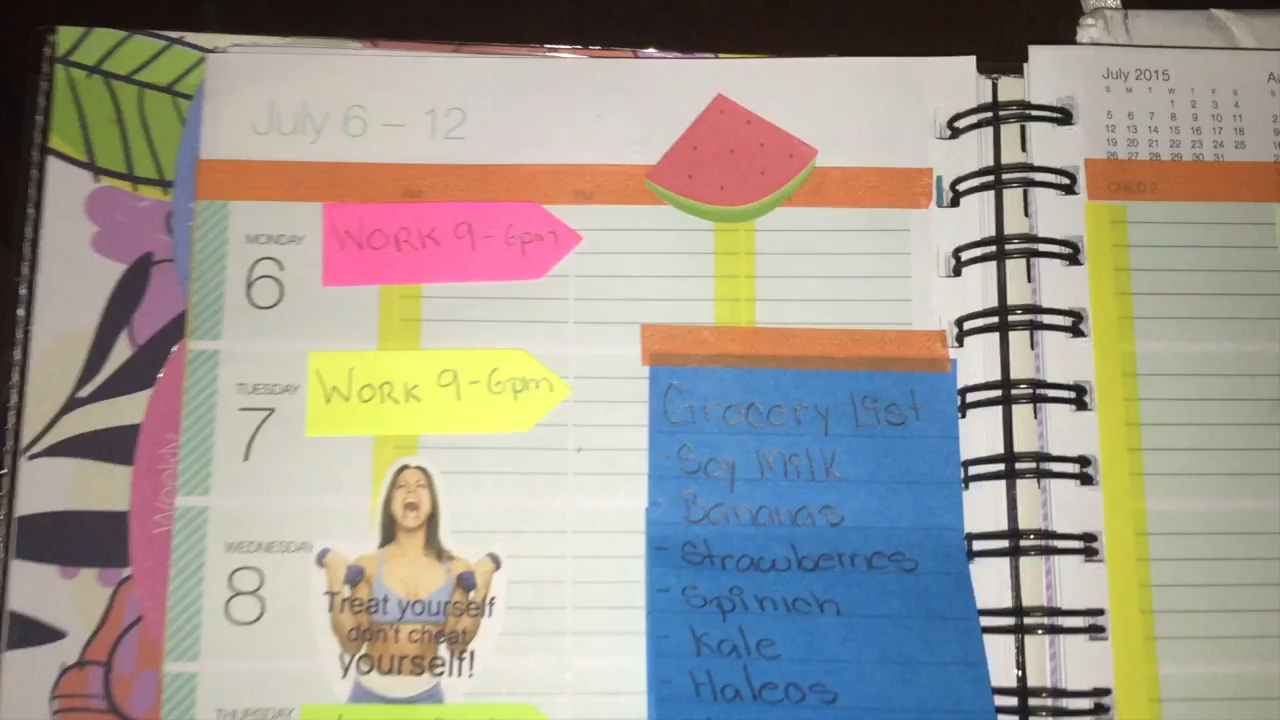 July 6 – 12
MONDAY
6
WORK 9-6pm
TUESDAY
7
WORK 9-6pm
WEDNESDAY
8
Treat yourself
don't cheat
yourself!
THURSDAY
Weekly
Grocery List
- Soy Milk
- Bananas
- Strawberries
- Spinich
- Kale
- Haleos
July 2015
S M T W T F S
1 2 3 4
5 6 7 8 9 10 11
12 13 14 15 16 17 18
19 20 21 22 23 24 25
26 27 28 29 30 31
CHILD 2